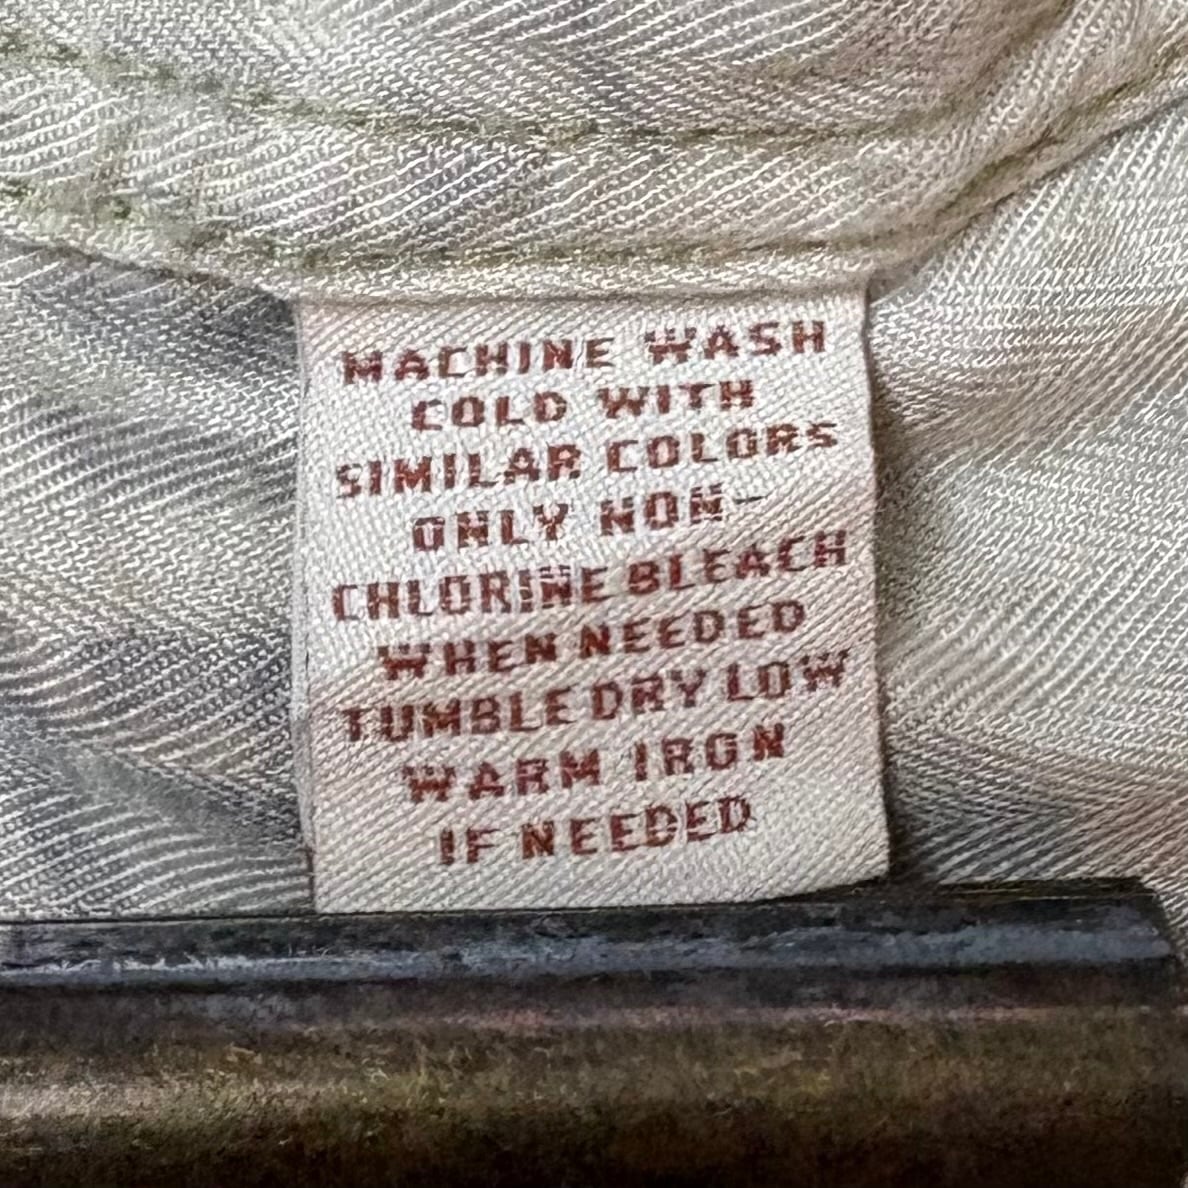 MACHINE WASH
COLD WITH
SIMILAR COLORS
ONLY NON-
CHLORINE BLEACH
WHEN NEEDED
TUMBLE DRY LOW
WARM IRON
IF NEEDED